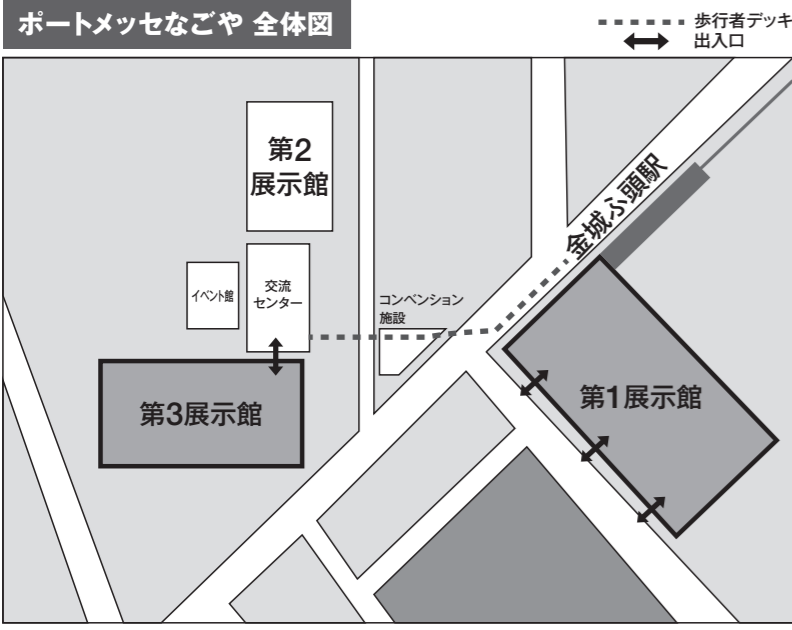 ポートメッセなごや 全体図
歩行者デッキ
出入口
第2
展示館
金城ふ頭駅
イベント館
交流
センター
コンベンション
施設
第3展示館
第1展示館